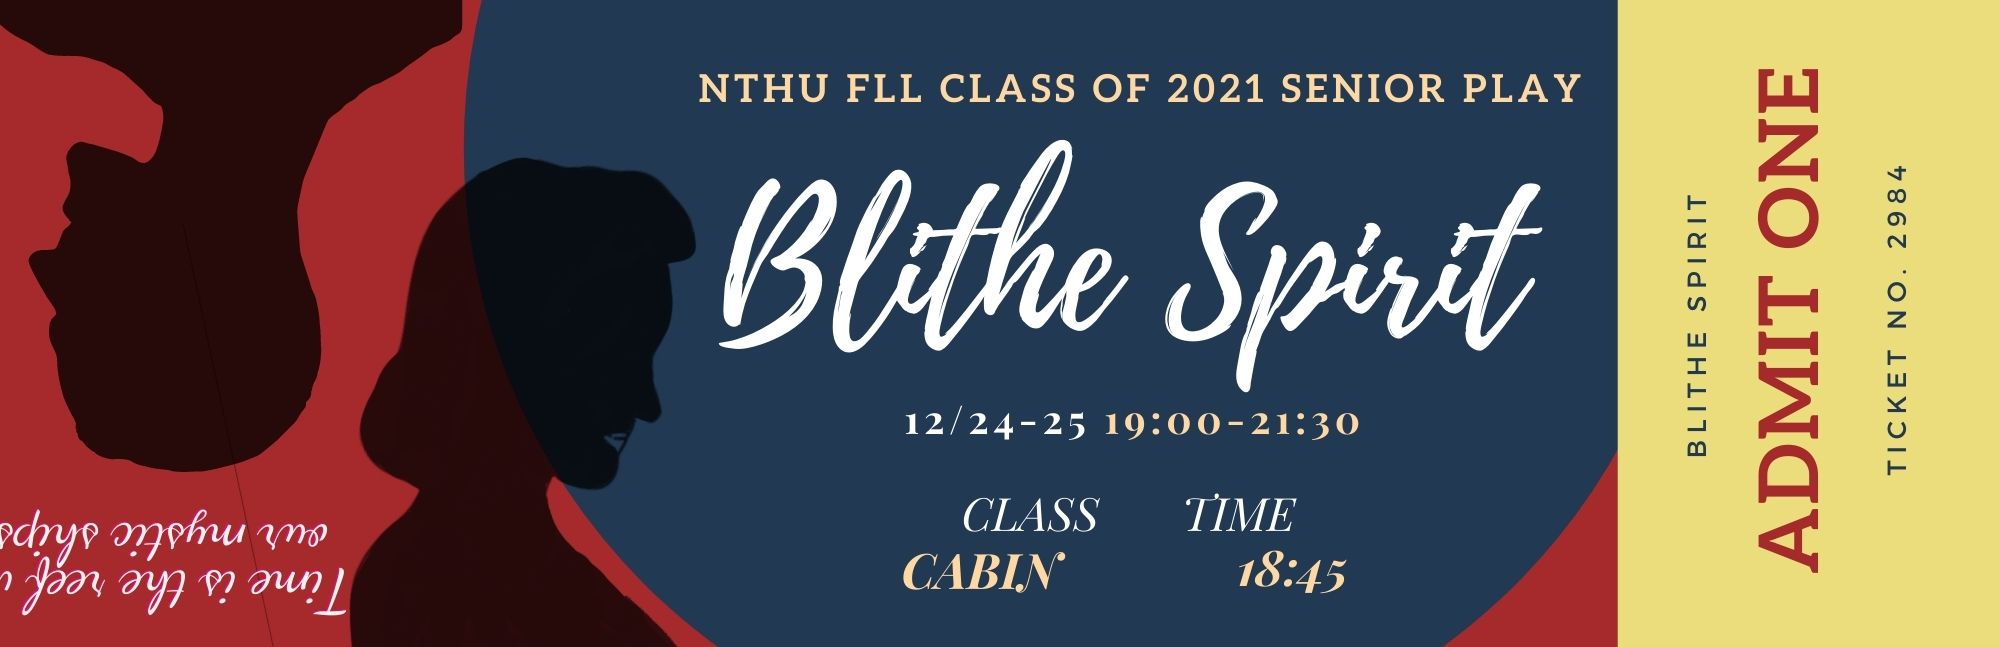 NTHU FLL CLASS OF 2021 SENIOR PLAY
Blithe Spirit
12/24-25 19:00-21:30
CLASS TIME
CABIN 18:45
Time is the reef
our mystic ships
BLITHE SPIRIT
ADMIT ONE
TICKET NO. 2984